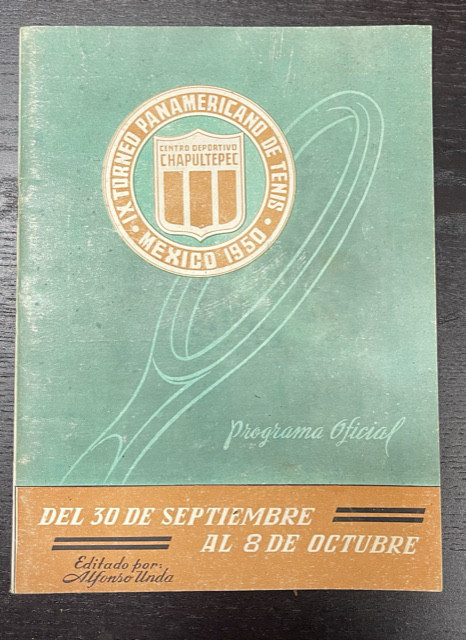 IX TORNEO PANAMERICANO DE TENIS
• MEXICO 1950 •
CENTRO DEPORTIVO
CHAPULTEPEC
Programa Oficial
DEL 30 DE SEPTIEMBRE
AL 8 DE OCTUBRE
Editado por:
Alfonso Unda